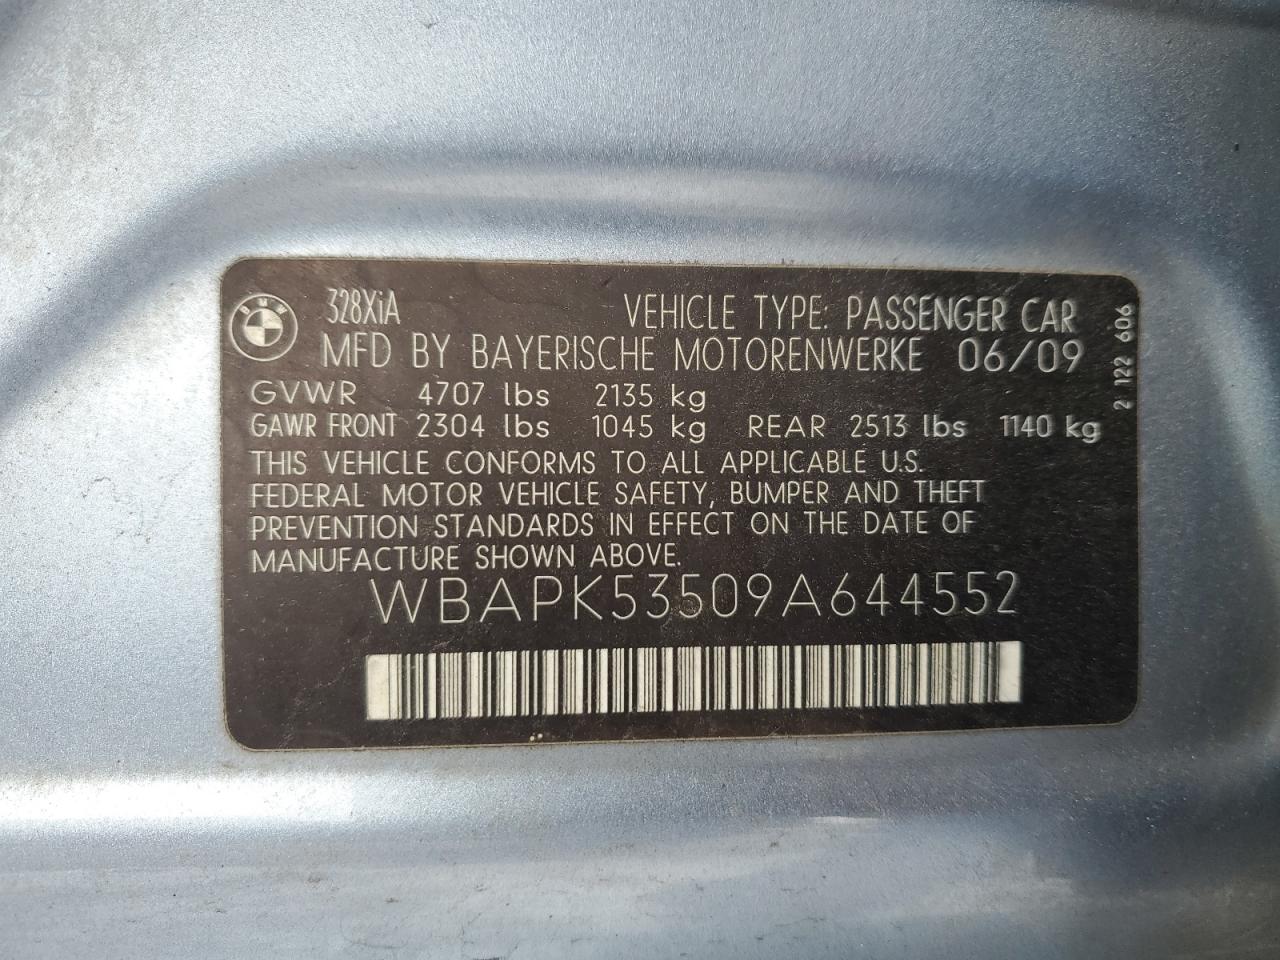 BMW
328XiA VEHICLE TYPE: PASSENGER CAR
MFD BY BAYERISCHE MOTORENWERKE 06/09
GVWR 4707 lbs 2135 kg
GAWR FRONT 2304 lbs 1045 kg REAR 2513 lbs 1140 kg
THIS VEHICLE CONFORMS TO ALL APPLICABLE U.S.
FEDERAL MOTOR VEHICLE SAFETY, BUMPER AND THEFT
PREVENTION STANDARDS IN EFFECT ON THE DATE OF
MANUFACTURE SHOWN ABOVE.
WBAPK53509A644552
2 122 606